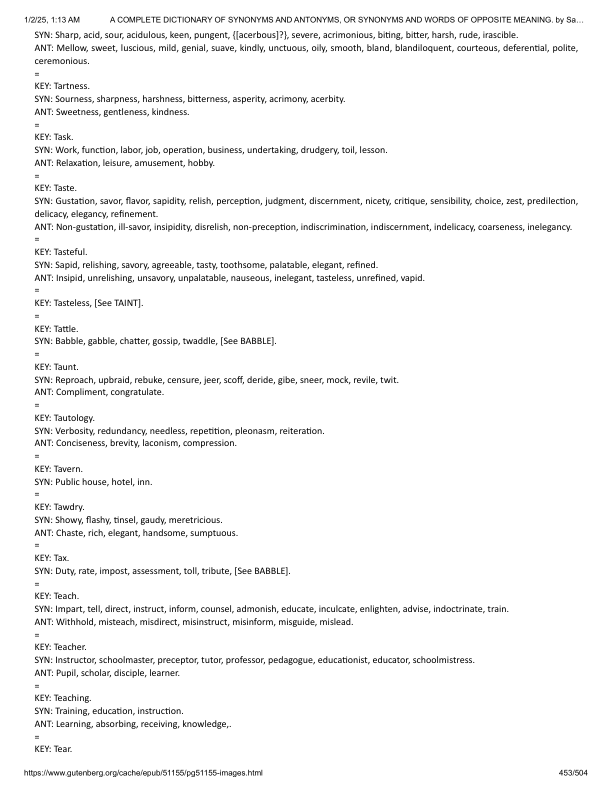 1/2/25, 1:13 AM A COMPLETE DICTIONARY OF SYNONYMS AND ANTONYMS, OR SYNONYMS AND WORDS OF OPPOSITE MEANING. by Sa…
SYN: Sharp, acid, sour, acidulous, keen, pungent, {[acerbous]?}, severe, acrimonious, biting, bitter, harsh, rude, irascible.
ANT: Mellow, sweet, luscious, mild, genial, suave, kindly, unctuous, oily, smooth, bland, blandiloquent, courteous, deferential, polite,
ceremonious.
=
KEY: Tartness.
SYN: Sourness, sharpness, harshness, bitterness, asperity, acrimony, acerbity.
ANT: Sweetness, gentleness, kindness.
=
KEY: Task.
SYN: Work, function, labor, job, operation, business, undertaking, drudgery, toil, lesson.
ANT: Relaxation, leisure, amusement, hobby.
=
KEY: Taste.
SYN: Gustation, savor, flavor, sapidity, relish, perception, judgment, discernment, nicety, critique, sensibility, choice, zest, predilection,
delicacy, elegancy, refinement.
ANT: Non-gustation, ill-savor, insipidity, disrelish, non-preception, indiscrimination, indiscernment, indelicacy, coarseness, inelegancy.
=
KEY: Tasteful.
SYN: Sapid, relishing, savory, agreeable, tasty, toothsome, palatable, elegant, refined.
ANT: Insipid, unrelishing, unsavory, unpalatable, nauseous, inelegant, tasteless, unrefined, vapid.
=
KEY: Tasteless, [See TAINT].
=
KEY: Tattle.
SYN: Babble, gabble, chatter, gossip, twaddle, [See BABBLE].
=
KEY: Taunt.
SYN: Reproach, upbraid, rebuke, censure, jeer, scoff, deride, gibe, sneer, mock, revile, twit.
ANT: Compliment, congratulate.
=
KEY: Tautology.
SYN: Verbosity, redundancy, needless, repetition, pleonasm, reiteration.
ANT: Conciseness, brevity, laconism, compression.
=
KEY: Tavern.
SYN: Public house, hotel, inn.
=
KEY: Tawdry.
SYN: Showy, flashy, tinsel, gaudy, meretricious.
ANT: Chaste, rich, elegant, handsome, sumptuous.
=
KEY: Tax.
SYN: Duty, rate, impost, assessment, toll, tribute, [See BABBLE].
=
KEY: Teach.
SYN: Impart, tell, direct, instruct, inform, counsel, admonish, educate, inculcate, enlighten, advise, indoctrinate, train.
ANT: Withhold, misteach, misdirect, misinstruct, misinform, misguide, mislead.
=
KEY: Teacher.
SYN: Instructor, schoolmaster, preceptor, tutor, professor, pedagogue, educationist, educator, schoolmistress.
ANT: Pupil, scholar, disciple, learner.
=
KEY: Teaching.
SYN: Training, education, instruction.
ANT: Learning, absorbing, receiving, knowledge,.
=
KEY: Tear.
https://www.gutenberg.org/cache/epub/51155/pg51155-images.html 453/504